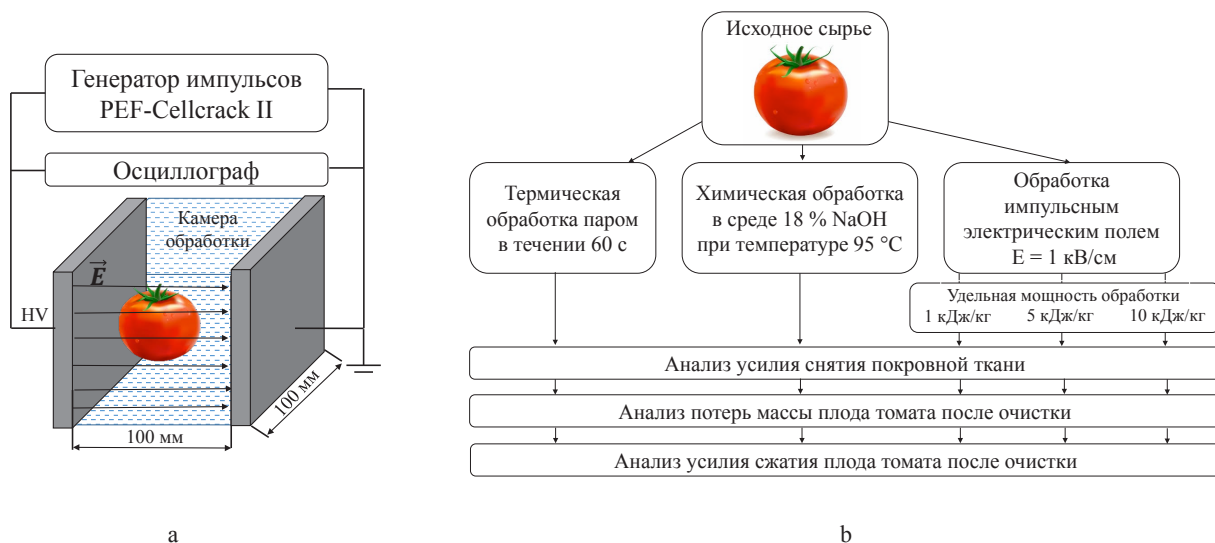 Генератор импульсов
PEF-Cellcrack II
Осциллограф
Камера
обработки
E
HV
100 мм
100 мм
a
Исходное сырье
Термическая
обработка паром
в течении 60 с
Химическая обработка
в среде 18 % NaOH
при температуре 95 °C
Обработка
импульсным
электрическим полем
E = 1 кВ/см
Удельная мощность обработки
1 кДж/кг 5 кДж/кг 10 кДж/кг
Анализ усилия снятия покровной ткани
Анализ потерь массы плода томата после очистки
Анализ усилия сжатия плода томата после очистки
b